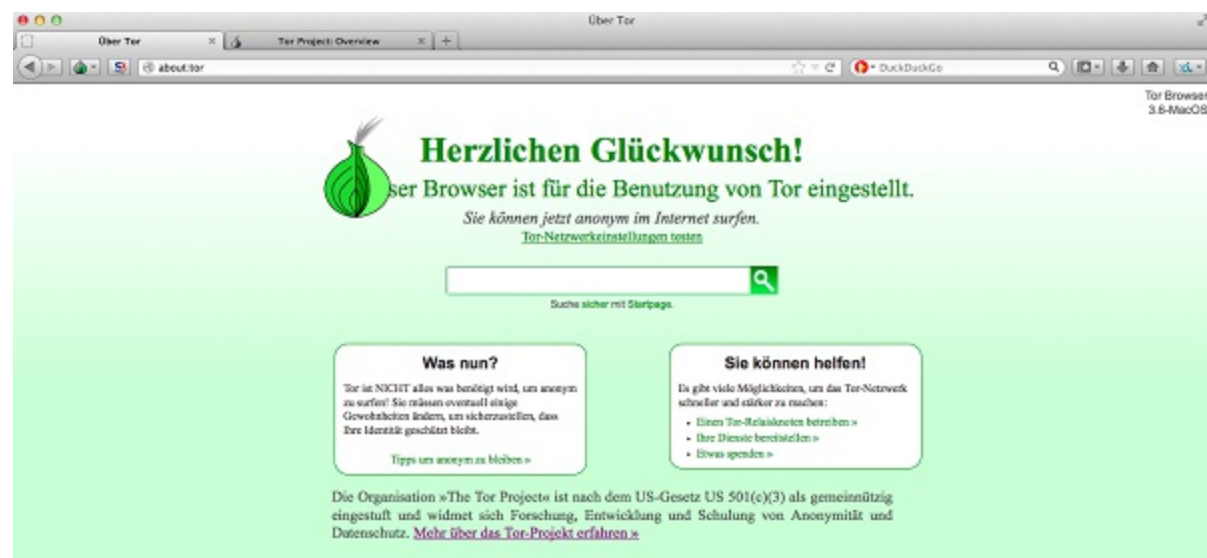 Über Tor
Über Tor
Tor Project: Overview
about:tor
DuckDuckGo
Tor Browser
3.6-MacOS
Herzlichen Glückwunsch!
ser Browser ist für die Benutzung von Tor eingestellt.
Sie können jetzt anonym im Internet surfen.
Tor-Netzwerkeinstellungen testen
Suche sicher mit Startpage.
Was nun?
Tor ist NICHT alles was benötigt wird, um anonym
zu surfen! Sie müssen eventuell einige
Gewohnheiten ändern, um sicherzustellen, dass
Ihre Identität geschützt bleibt.
Tipps um anonym zu bleiben »
Sie können helfen!
Es gibt viele Möglichkeiten, um das Tor-Netzwerk
schneller und stärker zu machen:
• Einen Tor-Relaisknoten betreiben »
• Ihre Dienste bereitstellen »
• Etwas spenden »
Die Organisation »The Tor Project« ist nach dem US-Gesetz US 501(c)(3) als gemeinnützig
eingestuft und widmet sich Forschung, Entwicklung und Schulung von Anonymität und
Datenschutz. Mehr über das Tor-Projekt erfahren »